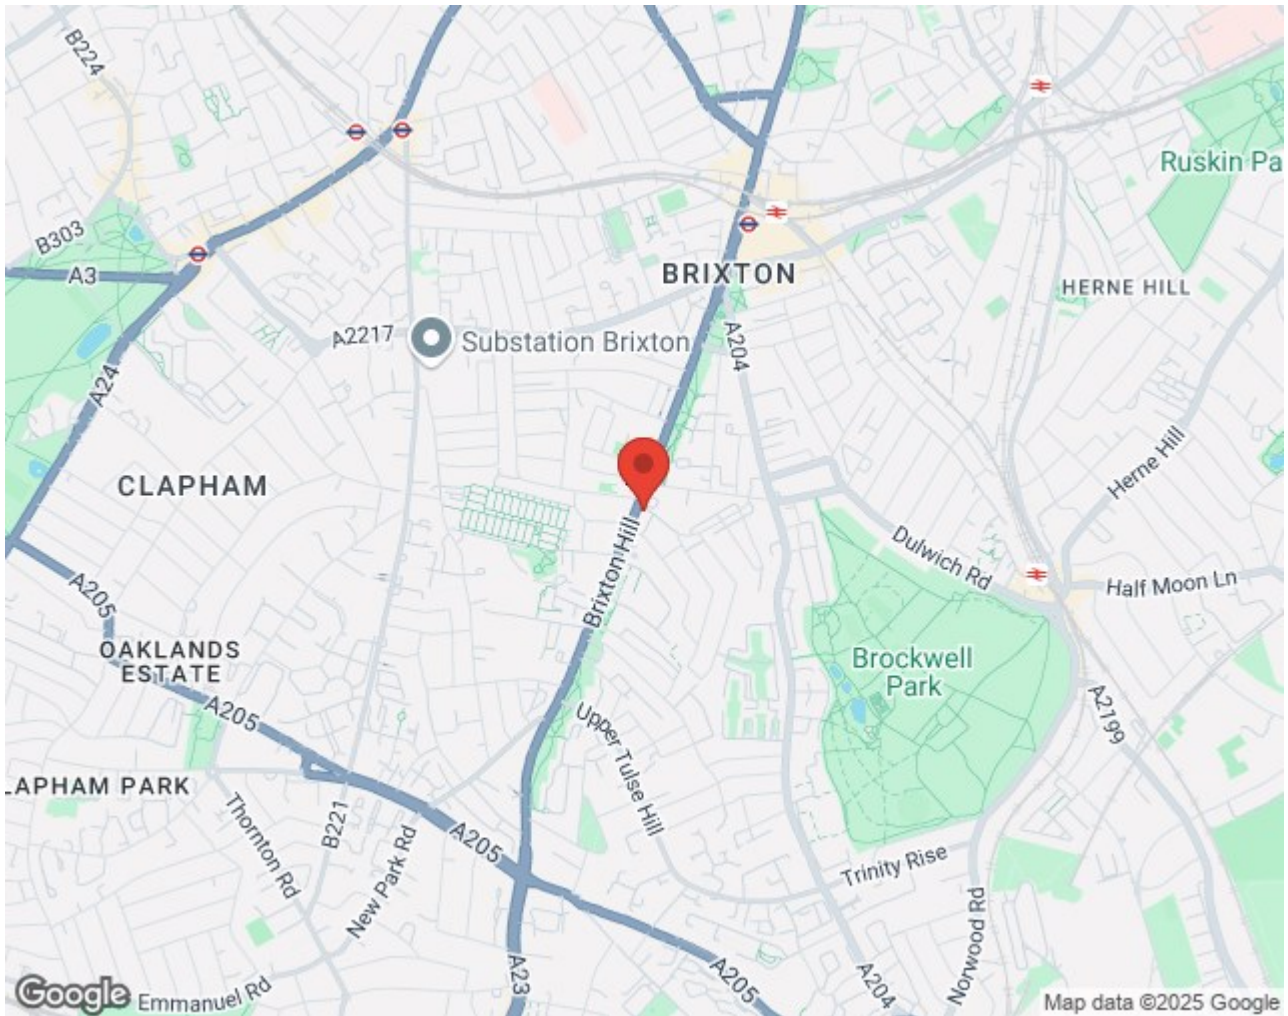 B224
Ruskin Pa
B303
A3
BRIXTON
HERNE HILL
A2217
Substation Brixton
A204
A24
Herne Hill
CLAPHAM
Brixton Hill
Dulwich Rd
Half Moon Ln
A205
OAKLANDS
ESTATE
Brockwell
Park
A205
A2199
Upper Tulse Hill
LAPHAM PARK
Thornton Rd
B221
New Park Rd
A205
Trinity Rise
Norwood Rd
A23
A205
A204
Emmanuel Rd
Google
Map data ©2025 Google